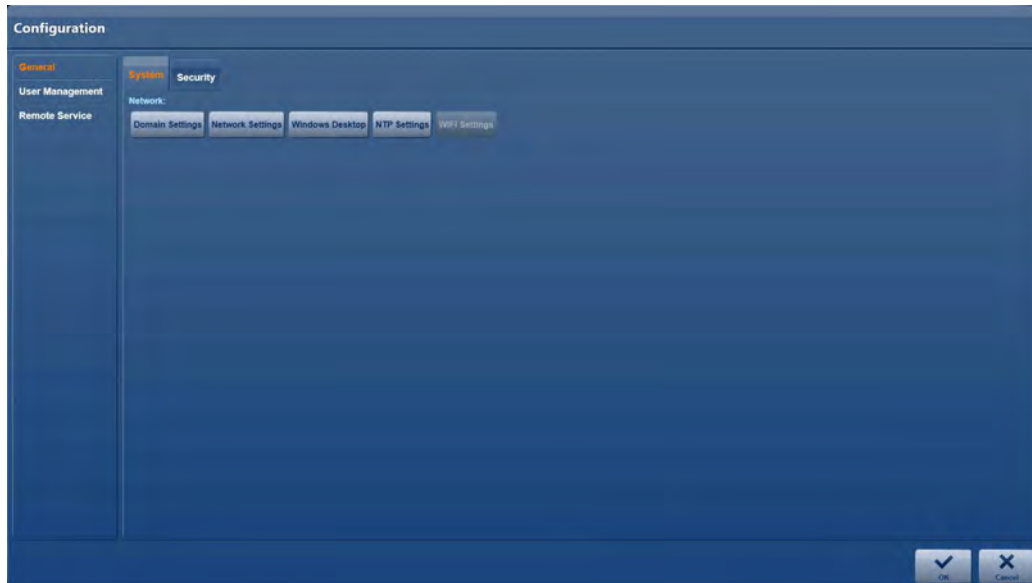 Configuration
General
User Management
Remote Service
System Security
Network:
Domain Settings Network Settings Windows Desktop NTP Settings WIFI Settings
OK Cancel